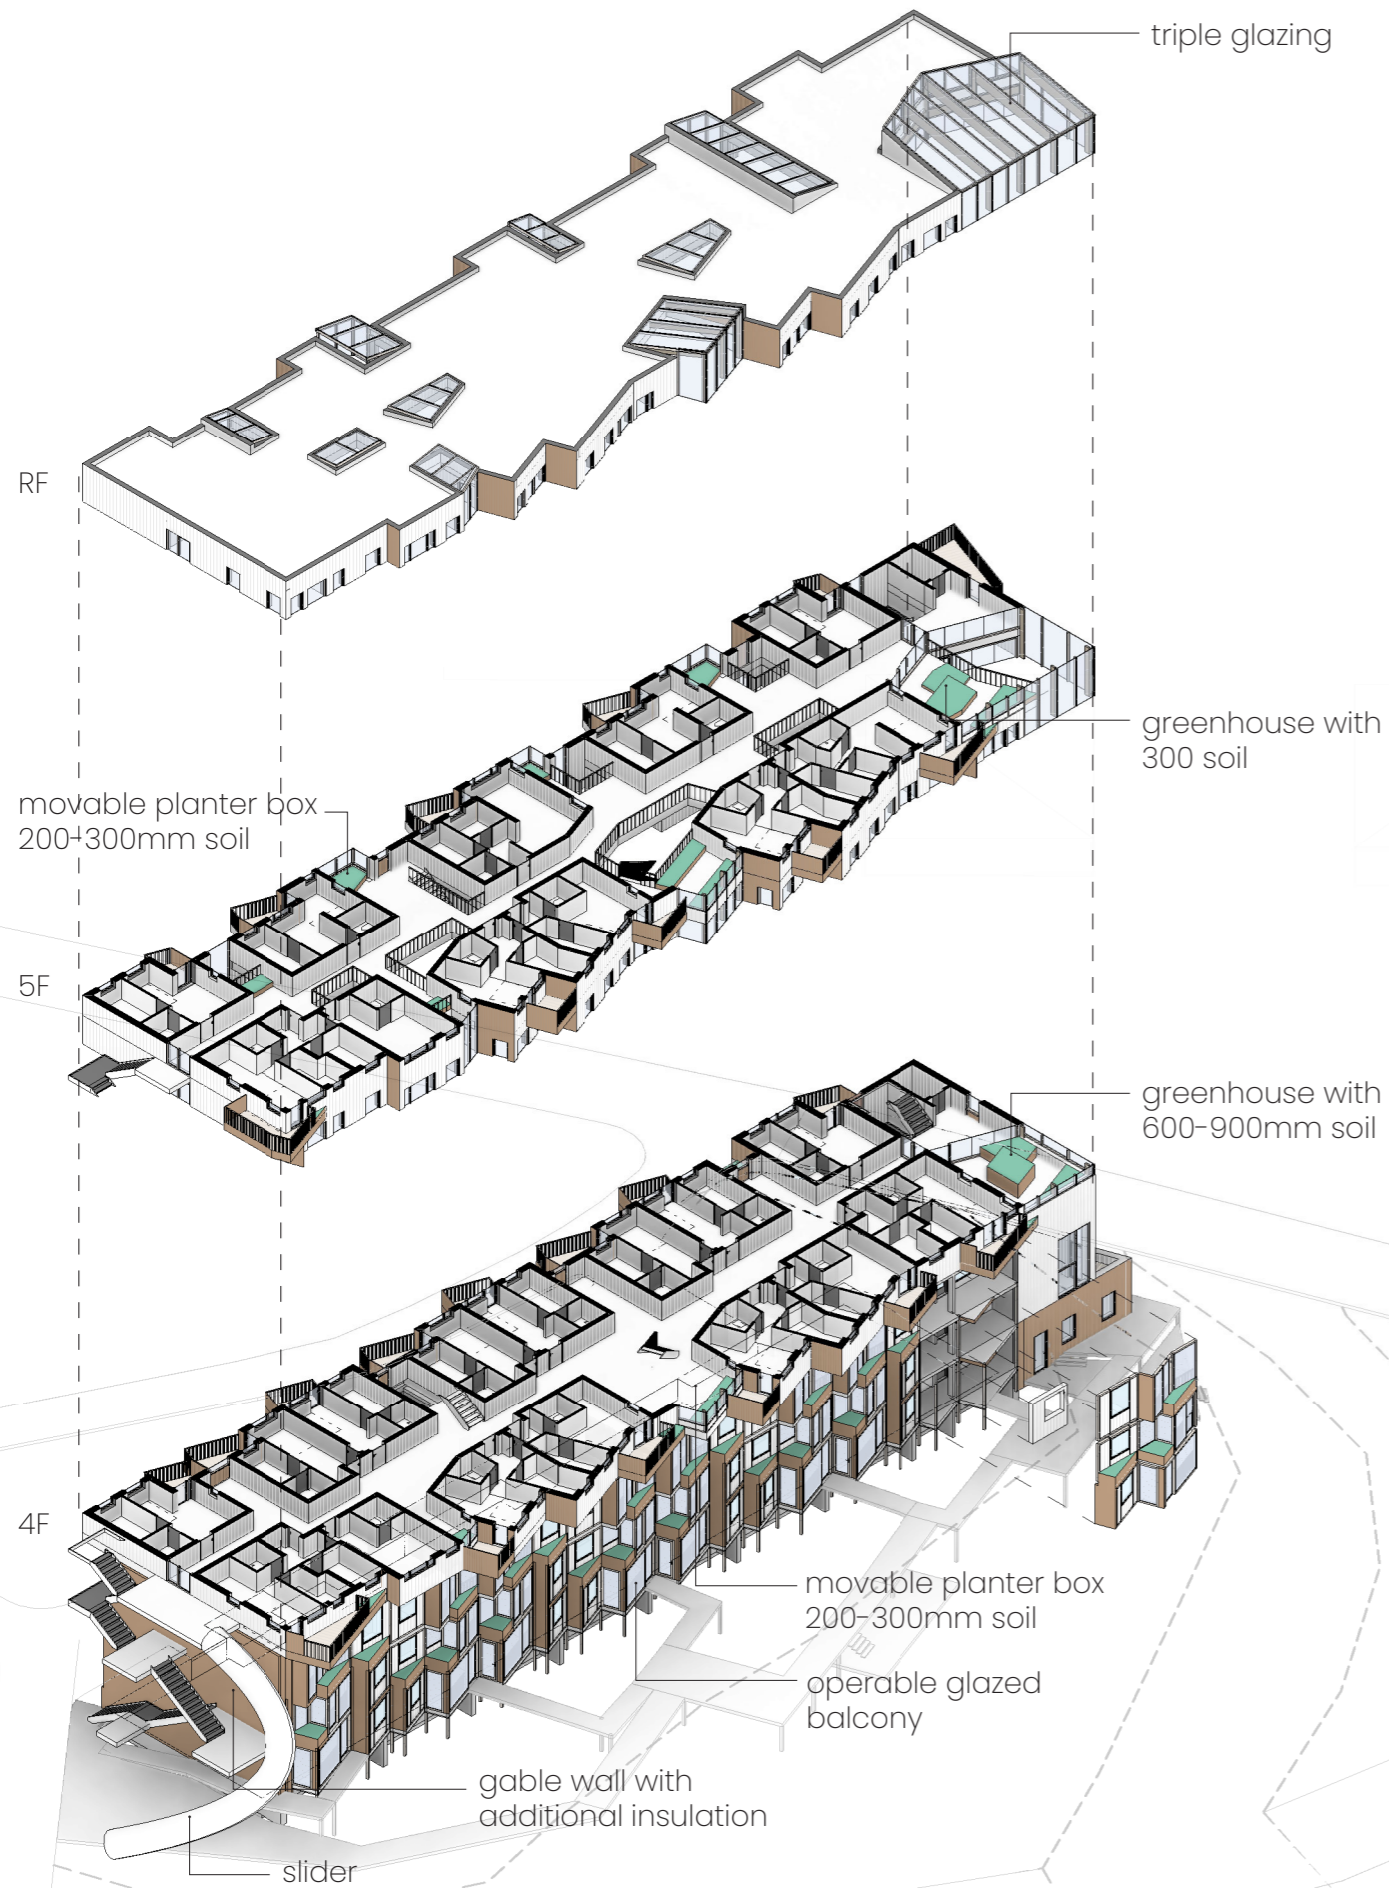 triple glazing
RF
greenhouse with
300 soil
movable planter box
200-300mm soil
5F
greenhouse with
600-900mm soil
4F
movable planter box
200-300mm soil
operable glazed
balcony
gable wall with
additional insulation
slider